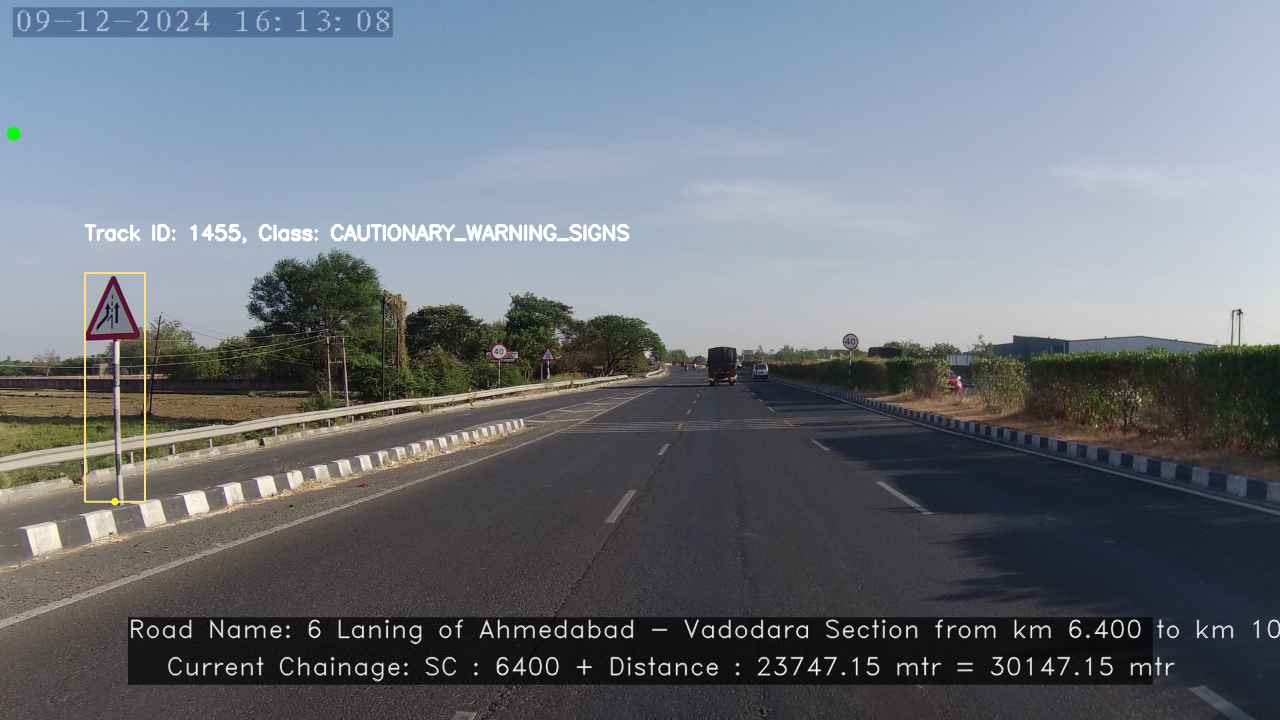 09-12-2024 16:13:08
Track ID: 1455, Class: CAUTIONARY_WARNING_SIGNS
40
40
Road Name: 6 Laning of Ahmedabad - Vadodara Section from km 6.400 to km 10
Current Chainage: SC : 6400 + Distance : 23747.15 mtr = 30147.15 mtr